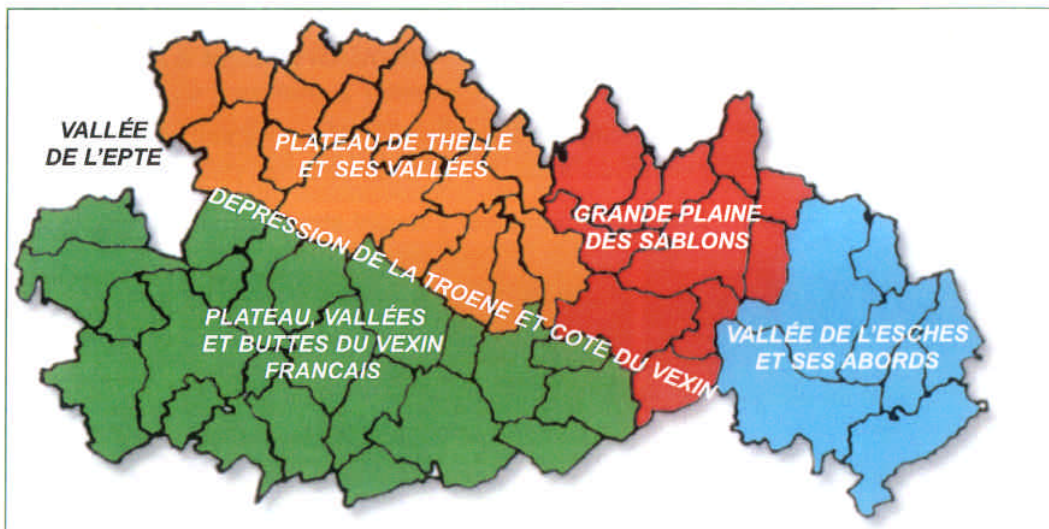 VALLÉE
DE L'EPTE
PLATEAU DE THELLE
ET SES VALLÉES
GRANDE PLAINE
DES SABLONS
DEPRESSION DE LA TROENE ET COTE DU VEXIN
PLATEAU, VALLÉES
ET BUTTES DU VEXIN
FRANCAIS
VALLÉE DE L'ESCHES
ET SES ABORDS